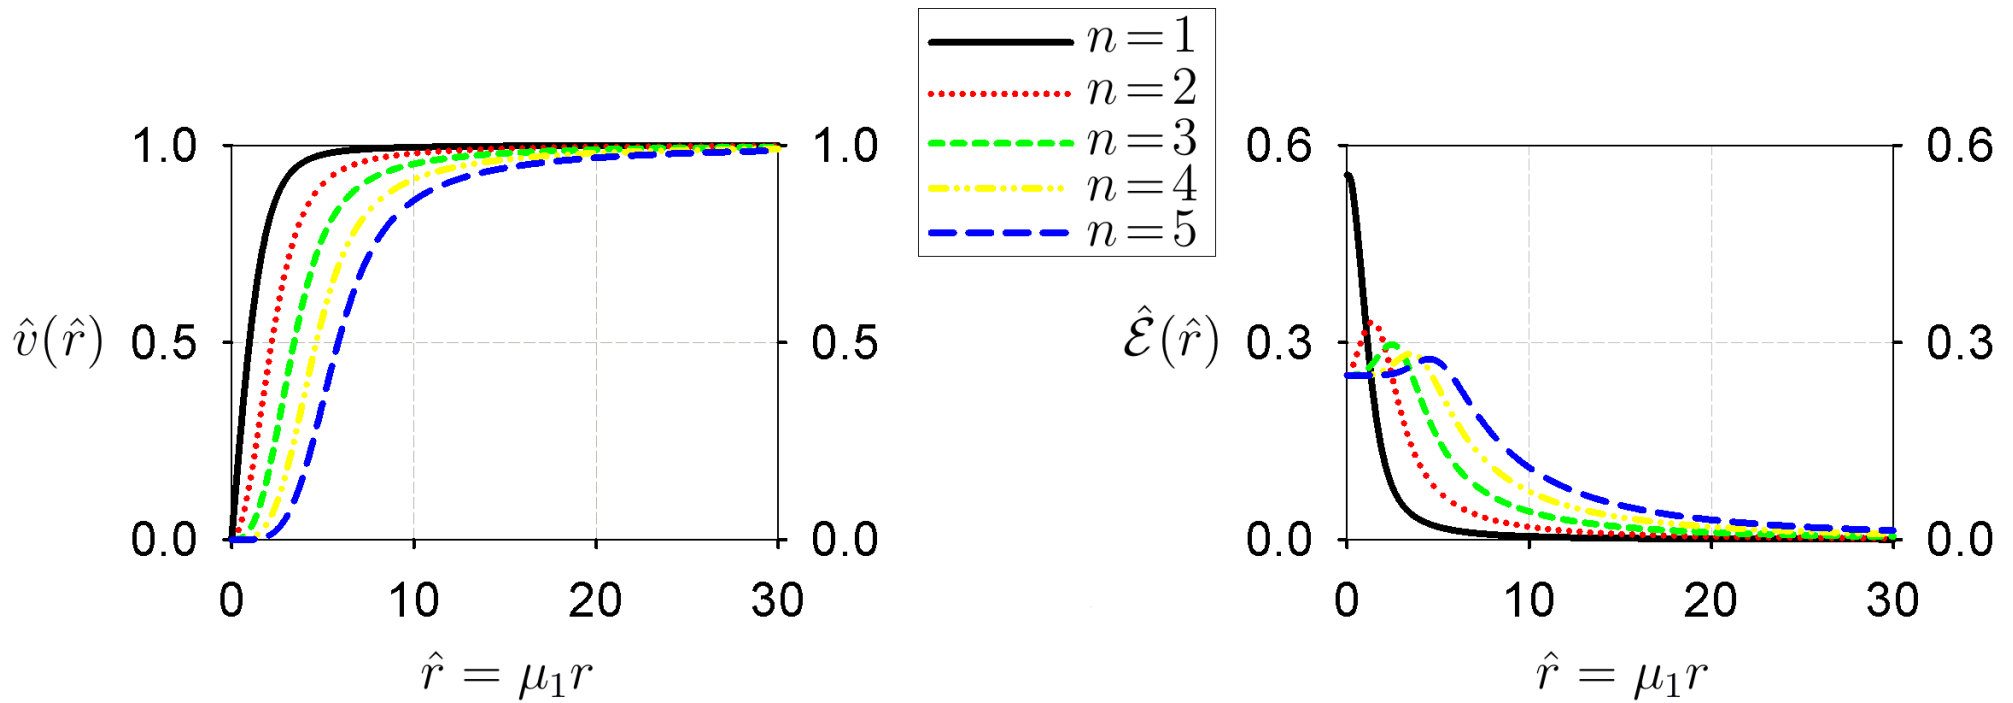 n = 1
n = 2
n = 3
n = 4
n = 5
1.0
0.5
0.0
v̂(r̂)
1.0
0.5
0.0
0 10 20 30
r̂ = μ₁r
0.6
0.3
0.0
ℰ̂(r̂)
0.6
0.3
0.0
0 10 20 30
r̂ = μ₁r